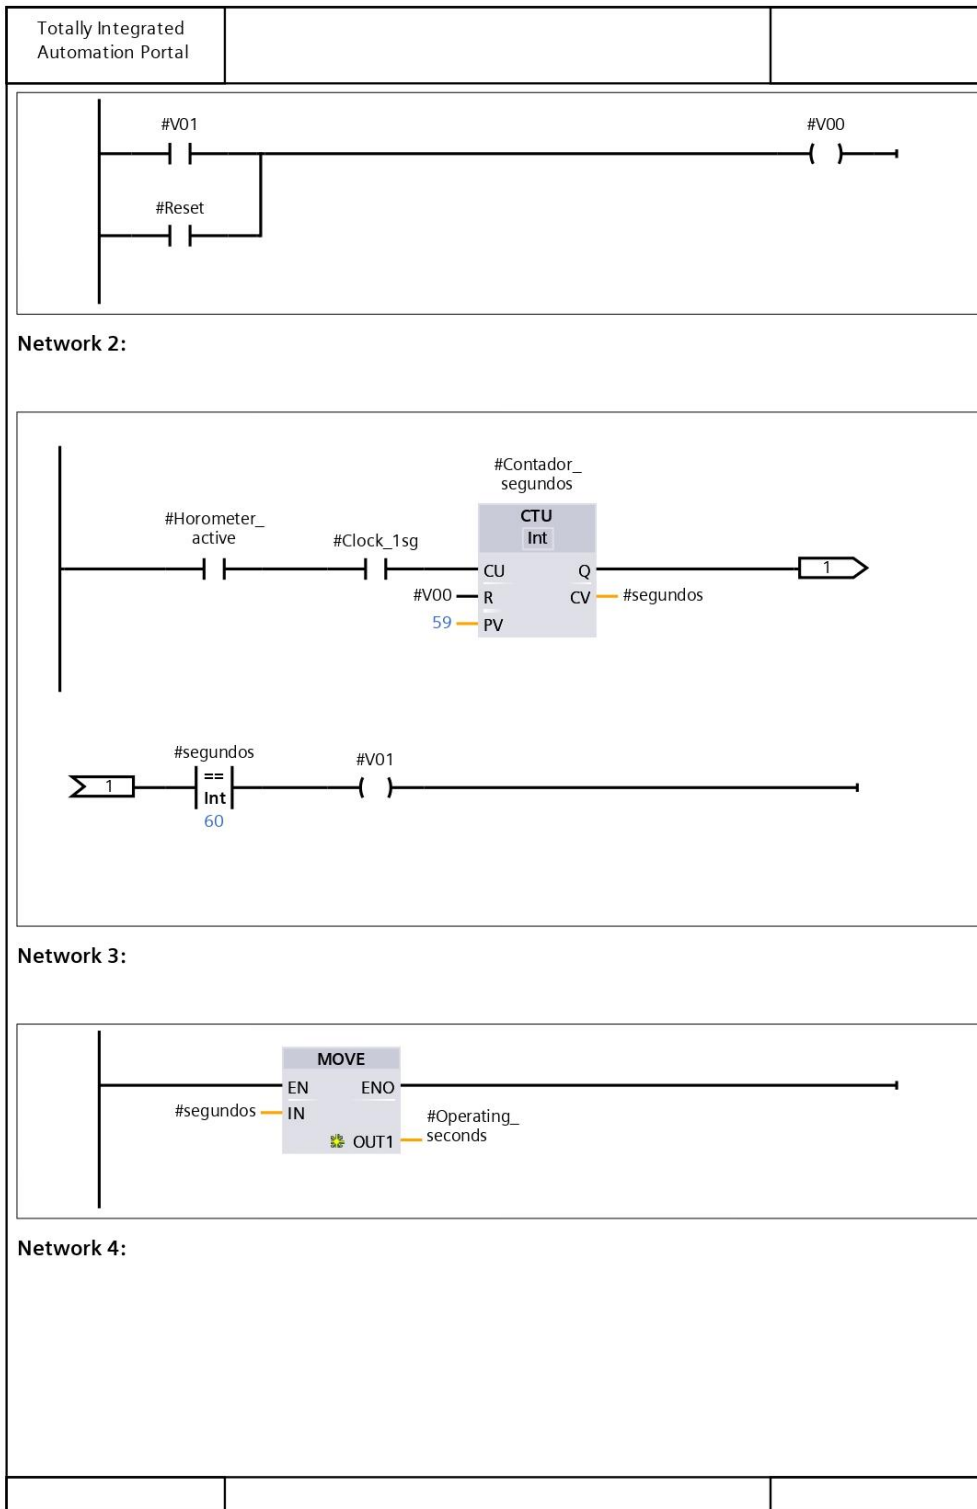 Totally Integrated
Automation Portal
#V01
#V00
#Reset
Network 2:
#Contador_
segundos
CTU
Int
#Horometer_
active
#Clock_1sg
CU
Q
1
#V00
R
CV
#segundos
59
PV
#segundos
#V01
1
==
Int
60
Network 3:
MOVE
EN
ENO
#segundos
IN
#Operating_
seconds
OUT1
Network 4: